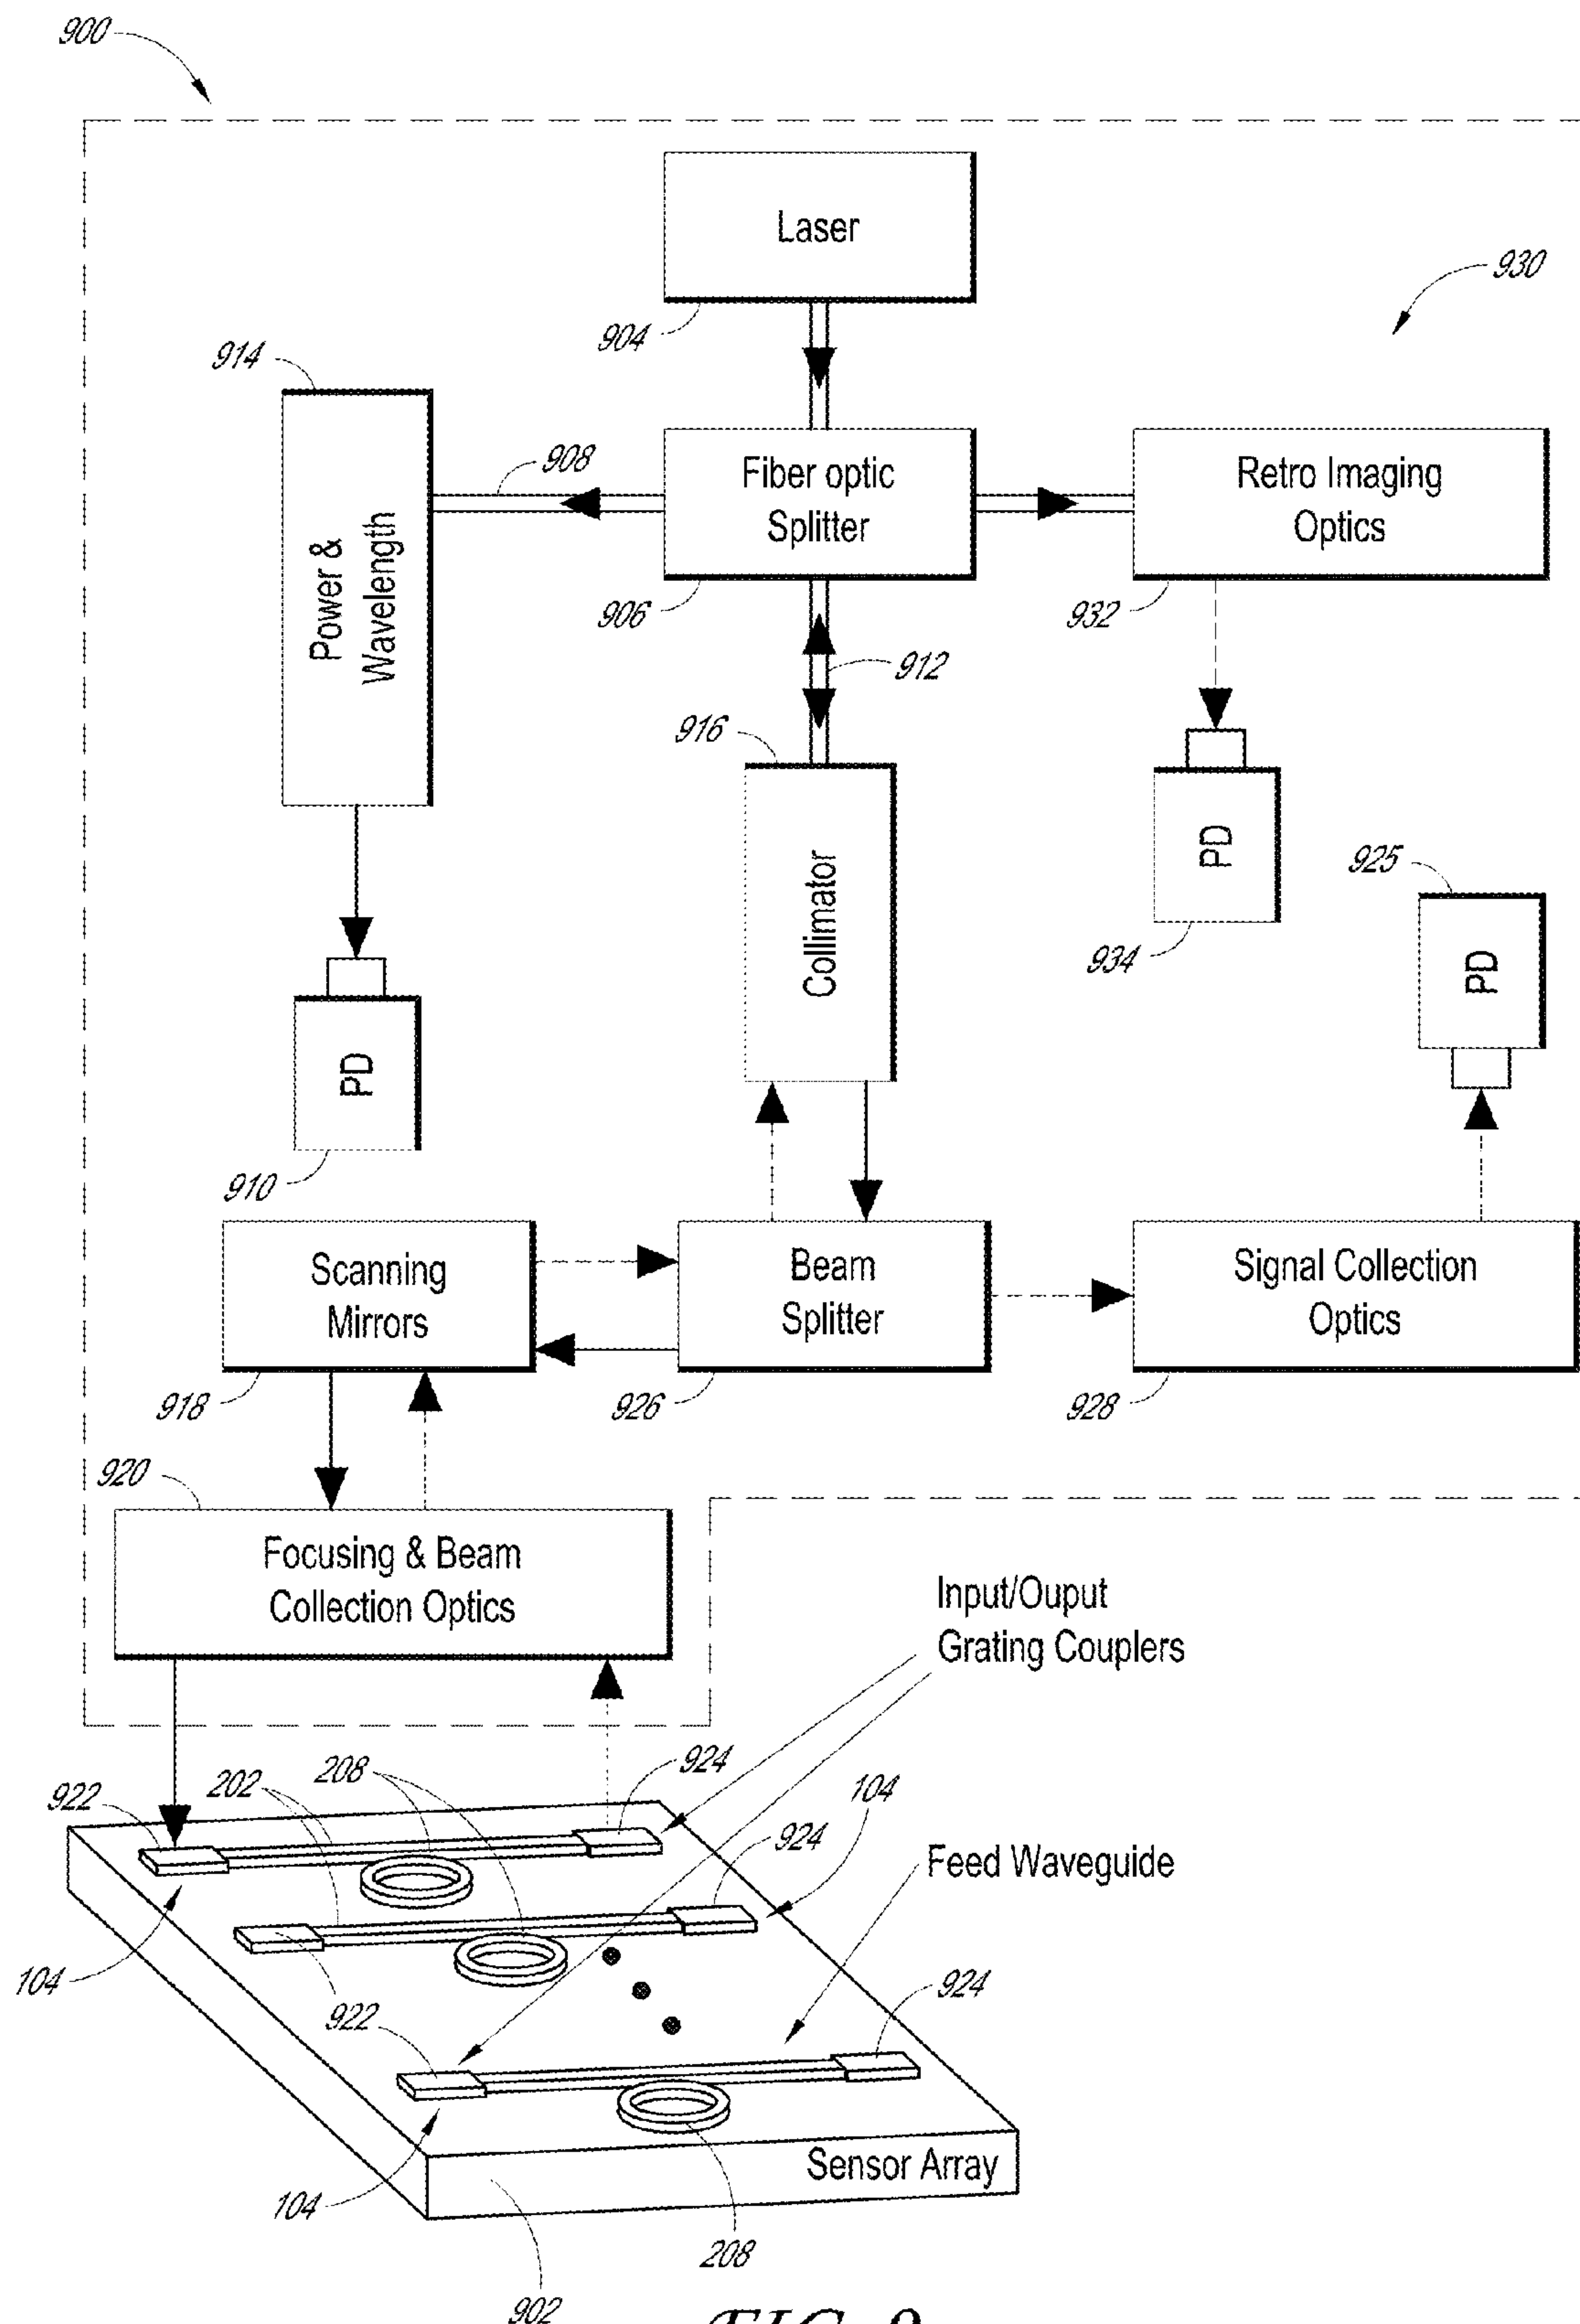 900
Laser
930
904
914
908
Fiber optic
Splitter
Retro Imaging
Optics
Power &
Wavelength
906
932
912
916
PD
925
Collimator
934
PD
PD
910
Scanning
Mirrors
Beam
Splitter
Signal Collection
Optics
918
926
928
920
Focusing & Beam
Collection Optics
Input/Ouput
Grating Couplers
922
202
208
924
104
924
Feed Waveguide
104
922
924
Sensor Array
104
208
902
FIG. 9